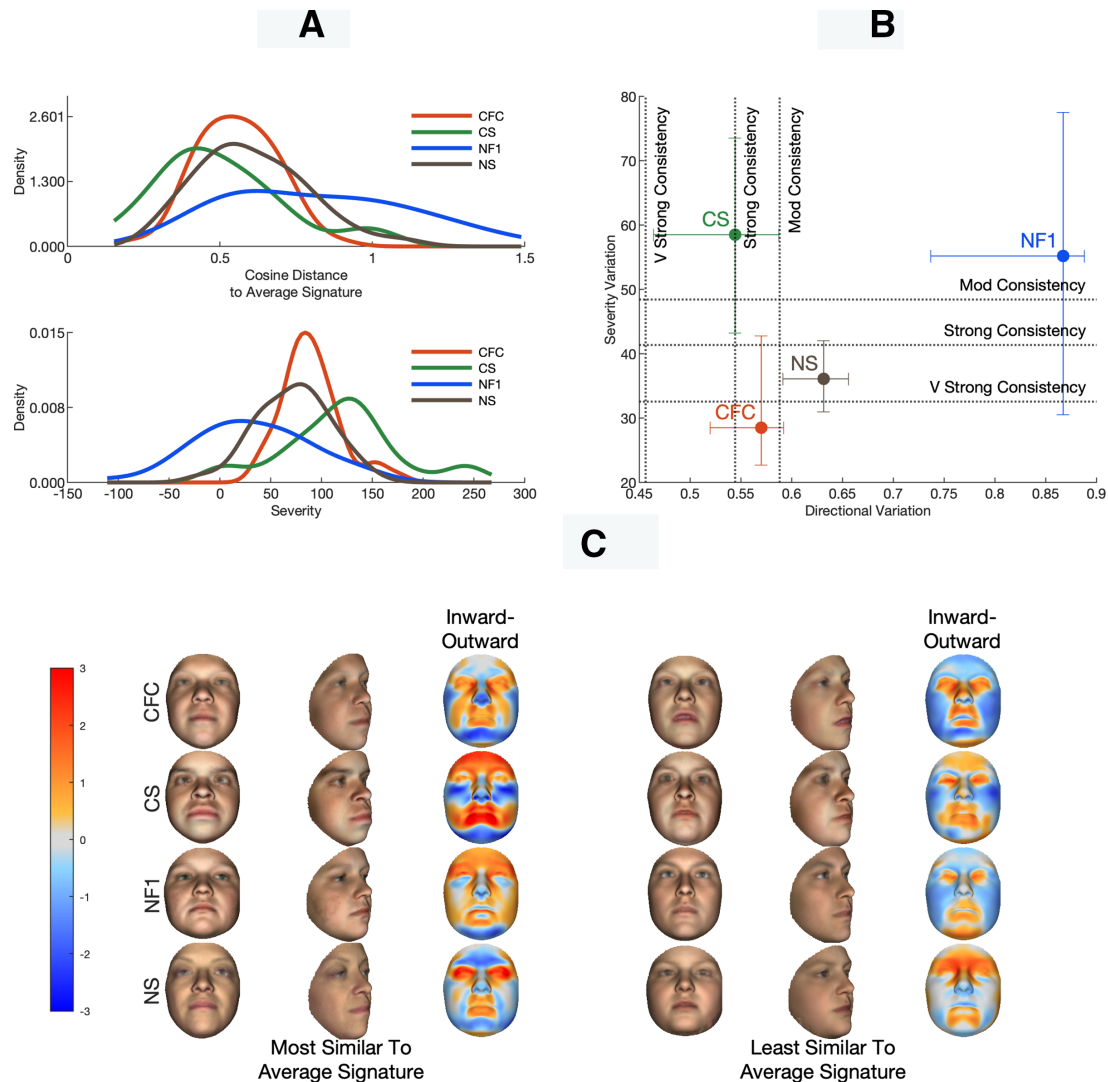 A
B
2.601
1.300
0.000
Density
CFC
CS
NF1
NS
0
0.5
1
1.5
Cosine Distance
to Average Signature
0.015
0.008
0.000
Density
CFC
CS
NF1
NS
-150
-100
-50
0
50
100
150
200
250
300
Severity
80
70
60
50
40
30
20
Severity Variation
V Strong Consistency
Strong Consistency
Mod Consistency
CS
NF1
NS
CFC
Mod Consistency
Strong Consistency
V Strong Consistency
0.45
0.5
0.55
0.6
0.65
0.7
0.75
0.8
0.85
0.9
Directional Variation
C
Inward-
Outward
Inward-
Outward
3
2
1
0
-1
-2
-3
CFC
CS
NF1
NS
Most Similar To
Average Signature
Least Similar To
Average Signature